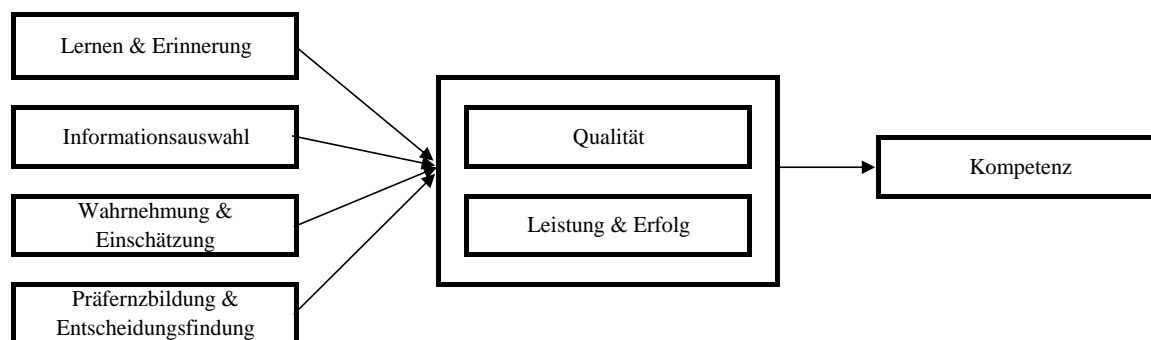 Lernen & Erinnerung
Informationsauswahl
Wahrnehmung &
Einschätzung
Präfernzbildung &
Entscheidungsfindung
Qualität
Leistung & Erfolg
Kompetenz